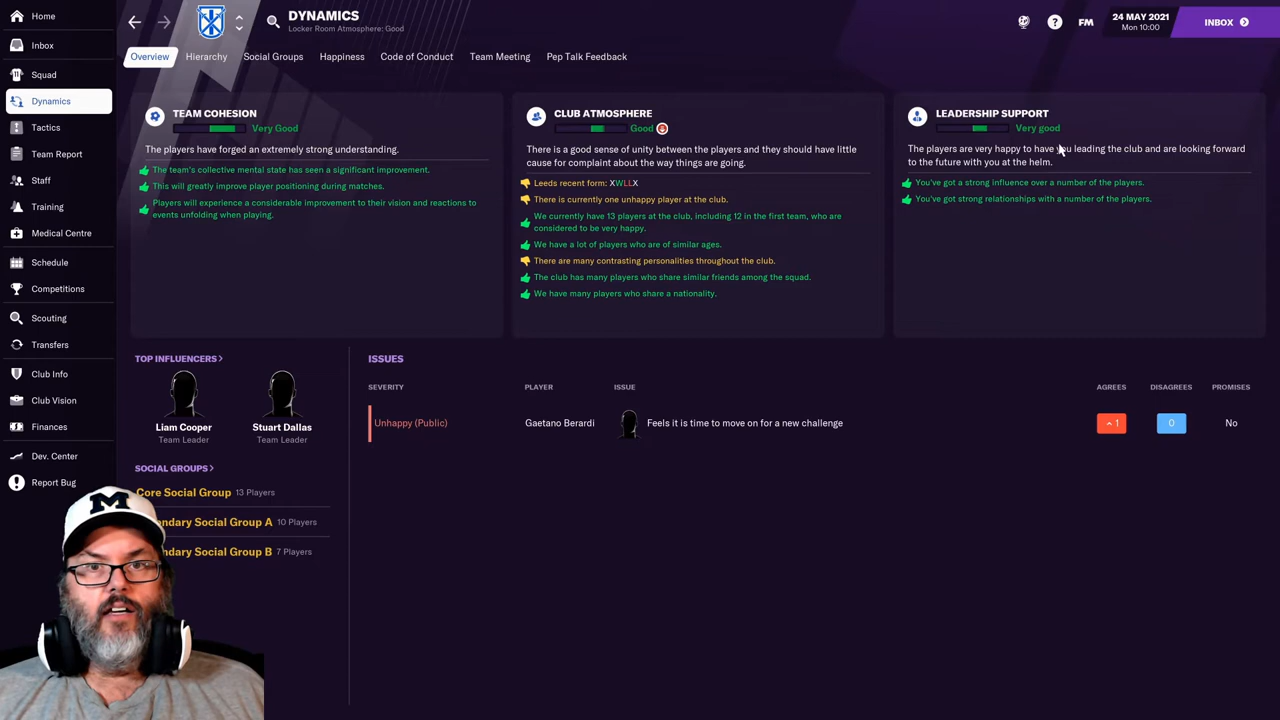 Home
Inbox
Squad
Dynamics
Tactics
Team Report
Staff
Training
Medical Centre
Schedule
Competitions
Scouting
Transfers
Club Info
Club Vision
Finances
Dev. Center
Report Bug
DYNAMICS
Locker Room Atmosphere: Good
FM
24 MAY 2021
Mon 10:00
INBOX
Overview
Hierarchy
Social Groups
Happiness
Code of Conduct
Team Meeting
Pep Talk Feedback
TEAM COHESION
Very Good
The players have forged an extremely strong understanding.
The team's collective mental state has seen a significant improvement.
This will greatly improve player positioning during matches.
Players will experience a considerable improvement to their vision and reactions to
events unfolding when playing.
CLUB ATMOSPHERE
Good
There is a good sense of unity between the players and they should have little
cause for complaint about the way things are going.
Leeds recent form: XWLLX
There is currently one unhappy player at the club.
We currently have 13 players at the club, including 12 in the first team, who are
considered to be very happy.
We have a lot of players who are of similar ages.
There are many contrasting personalities throughout the club.
The club has many players who share similar friends among the squad.
We have many players who share a nationality.
LEADERSHIP SUPPORT
Very good
The players are very happy to have you leading the club and are looking forward
to the future with you at the helm.
You've got a strong influence over a number of the players.
You've got strong relationships with a number of the players.
TOP INFLUENCERS >
Liam Cooper
Team Leader
Stuart Dallas
Team Leader
SOCIAL GROUPS >
Core Social Group 13 Players
ndary Social Group A 10 Players
ndary Social Group B 7 Players
ISSUES
SEVERITY PLAYER ISSUE AGREES DISAGREES PROMISES
Unhappy (Public) Gaetano Berardi Feels it is time to move on for a new challenge 1 0 No
M